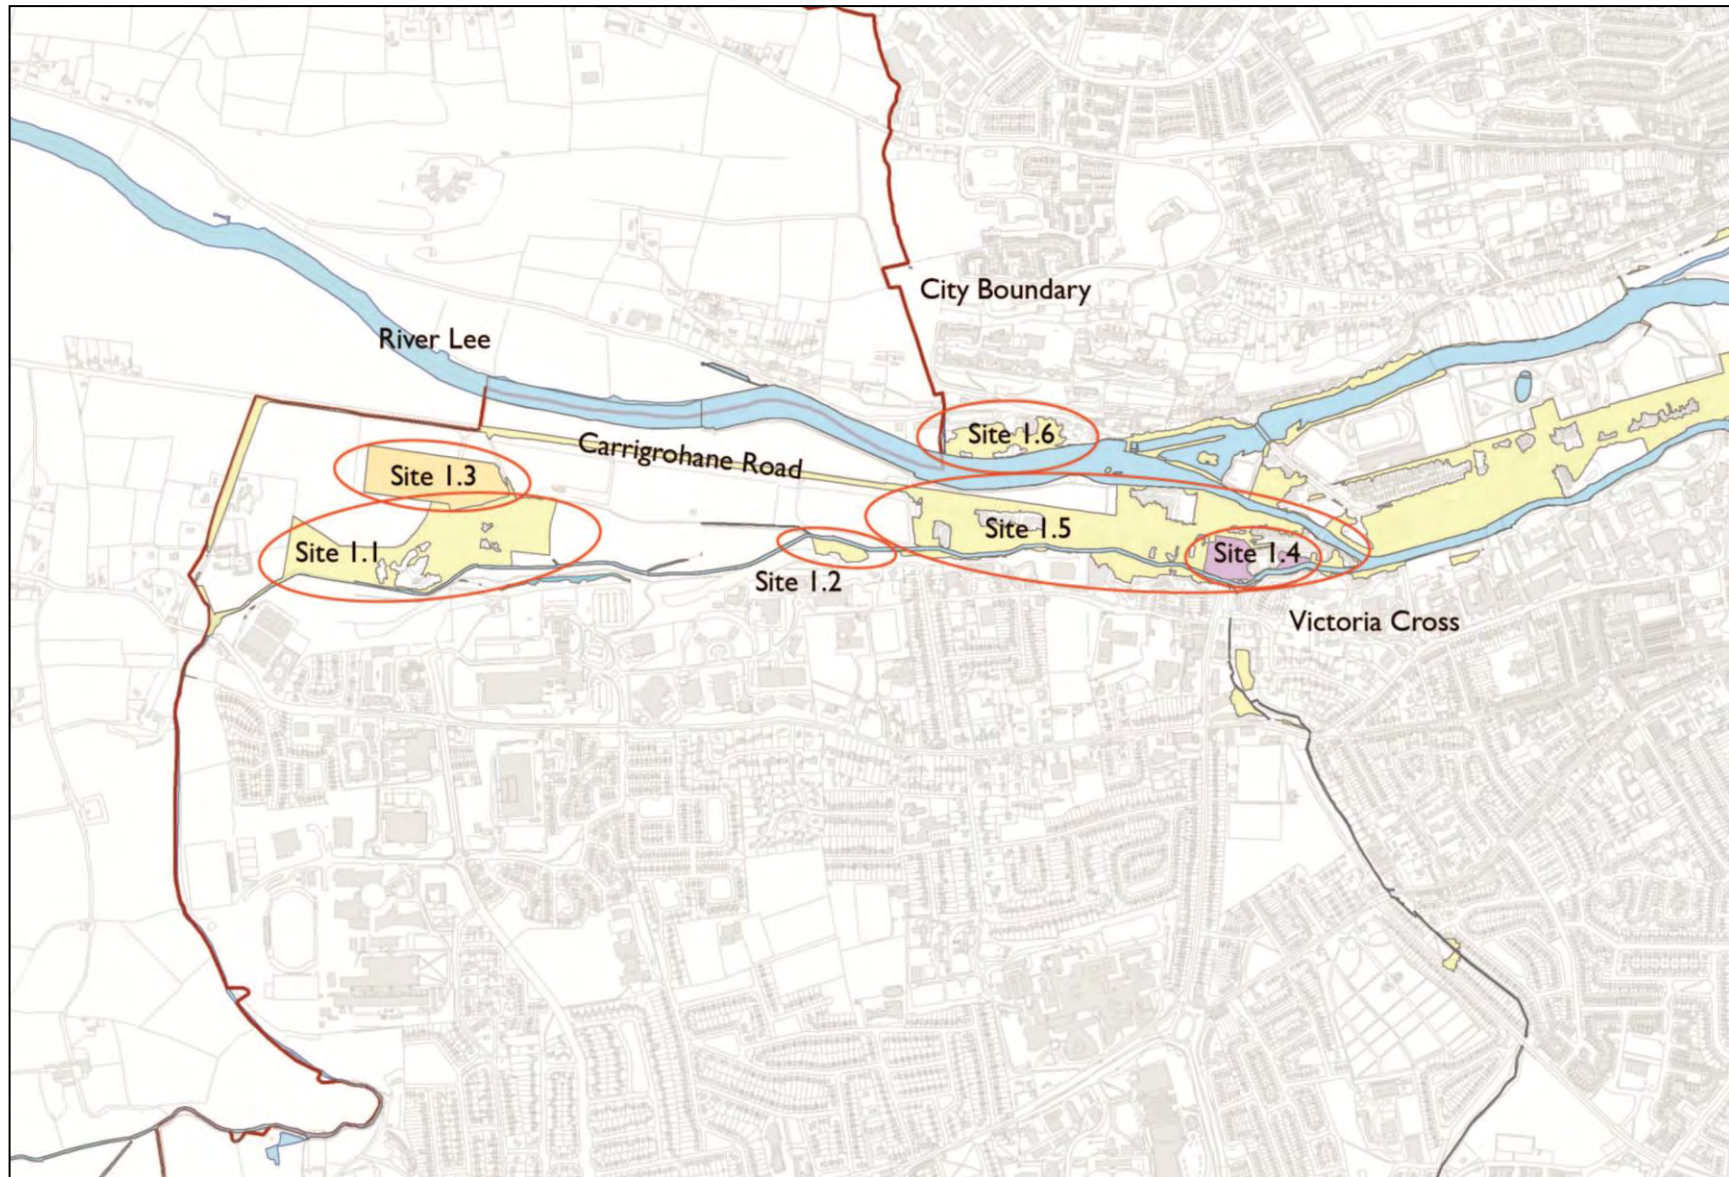 City Boundary
River Lee
Site 1.6
Carrigrohane Road
Site 1.3
Site 1.5
Site 1.1
Site 1.4
Site 1.2
Victoria Cross